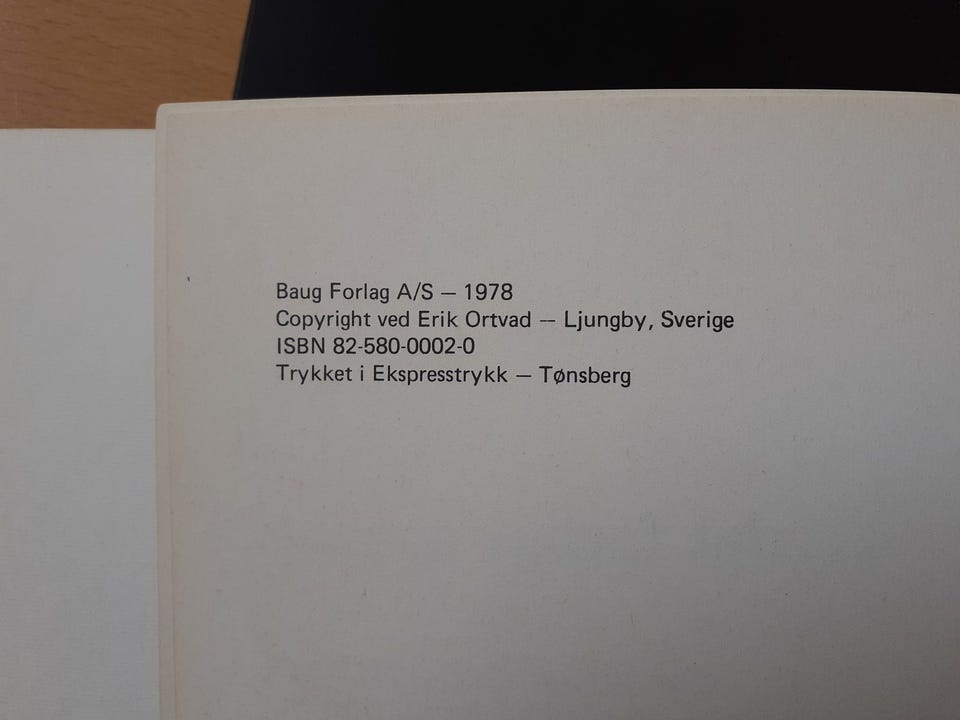 Baug Forlag A/S – 1978
Copyright ved Erik Ortvad – Ljungby, Sverige
ISBN 82-580-0002-0
Trykket i Ekspresstrykk – Tønsberg